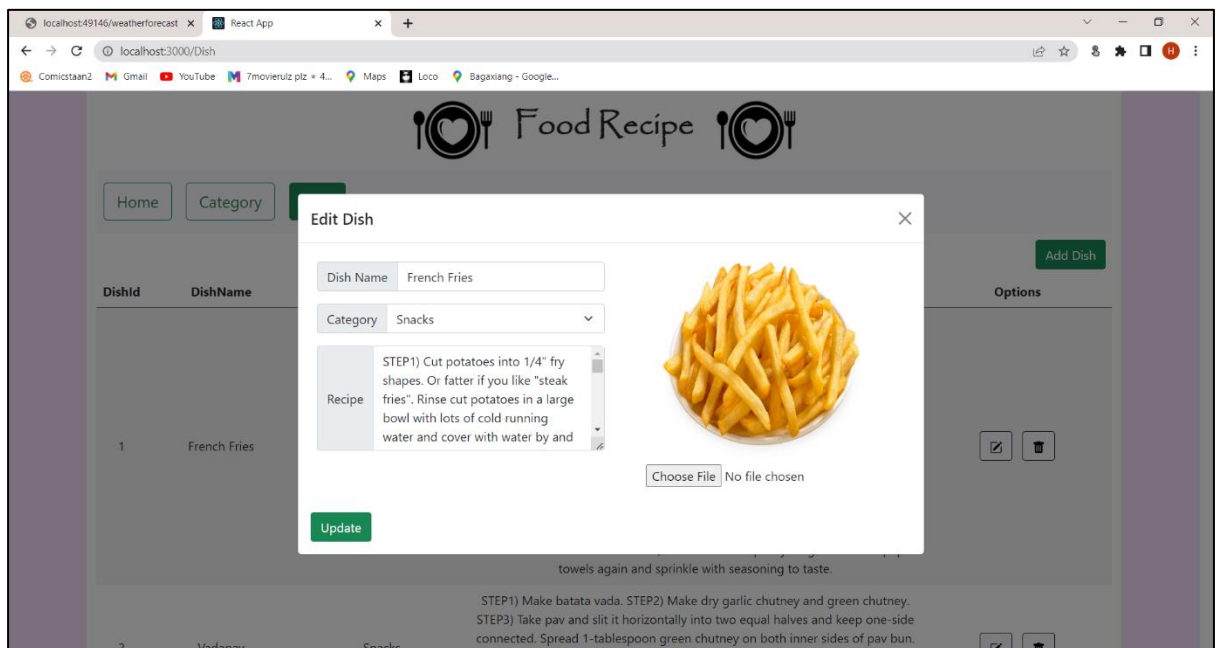 localhost:49146/weatherforecast
React App
localhost:3000/Dish
Comicstaan2 Gmail YouTube 7movierulz plz * 4... Maps Loco Bagaxiang - Google...
H
Food Recipe
Home Category
Edit Dish
Add Dish
DishId DishName Options
Dish Name French Fries
Category Snacks
Recipe
STEP1) Cut potatoes into 1/4" fry
shapes. Or fatter if you like "steak
fries". Rinse cut potatoes in a large
bowl with lots of cold running
water and cover with water by and
1 French Fries
Choose File No file chosen
Update
towels again and sprinkle with seasoning to taste.
STEP1) Make batata vada. STEP2) Make dry garlic chutney and green chutney.
STEP3) Take pav and slit it horizontally into two equal halves and keep one-side
connected. Spread 1-tablespoon green chutney on both inner sides of pav bun.
2 Vadapav Snacks